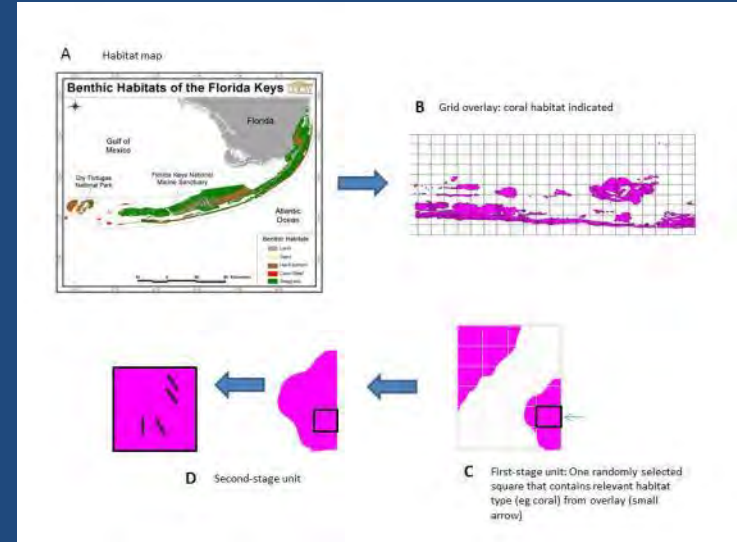 A Habitat map
Benthic Habitats of the Florida Keys
Florida
Gulf of
Mexico
Dry Tortugas
National Park
Florida Keys National
Marine Sanctuary
Atlantic
Ocean
Benthic Habitats
Land
Seagrass
B Grid overlay: coral habitat indicated
C First-stage unit: One randomly selected
square that contains relevant habitat
type (eg coral) from overlay (small
arrow)
D Second-stage unit